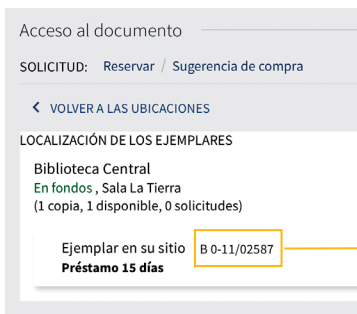 Acceso al documento
SOLICITUD: Reservar / Sugerencia de compra
VOLVER A LAS UBICACIONES
LOCALIZACIÓN DE LOS EJEMPLARES
Biblioteca Central
En fondos , Sala La Tierra
(1 copia, 1 disponible, 0 solicitudes)
Ejemplar en su sitio B 0-11/02587
Préstamo 15 días